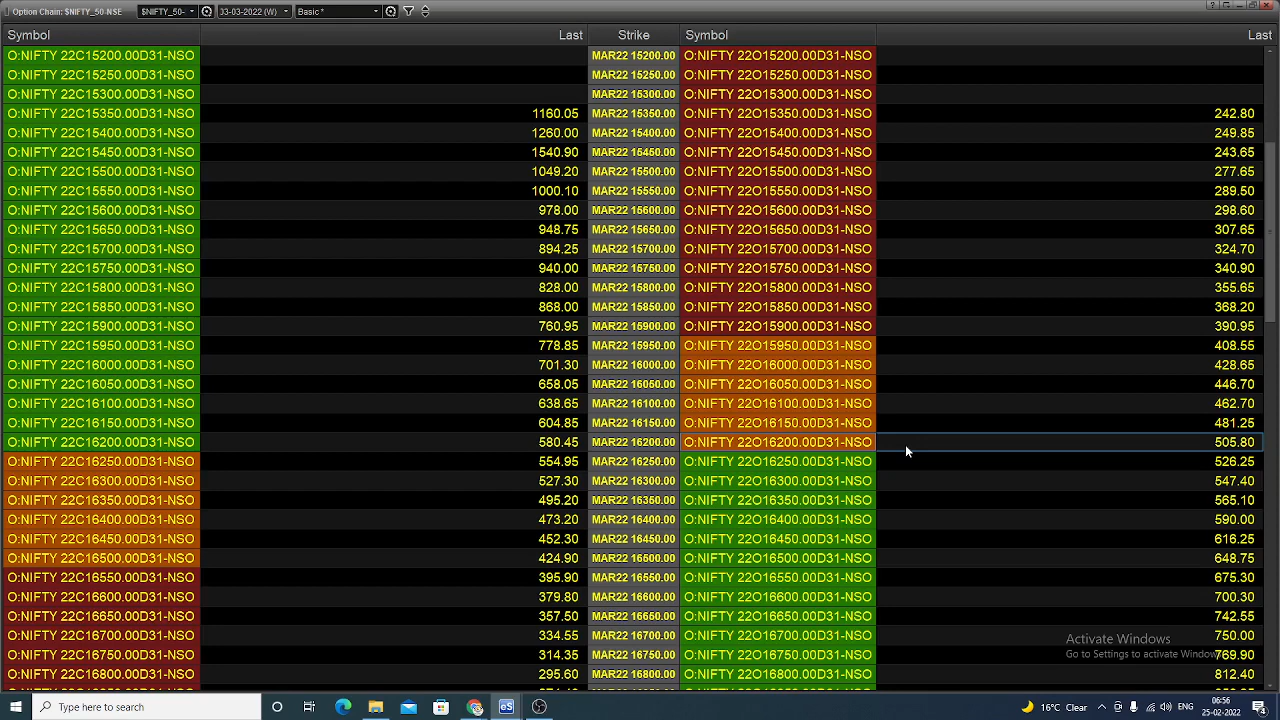 Option Chain: $NIFTY_50-NSE $NIFTY_50- 03-03-2022 (W) Basic*
Symbol Last Strike Symbol Last
O:NIFTY 22C15200.00D31-NSO MAR22 15200.00 O:NIFTY 22O15200.00D31-NSO
O:NIFTY 22C15250.00D31-NSO MAR22 15250.00 O:NIFTY 22O15250.00D31-NSO
O:NIFTY 22C15300.00D31-NSO MAR22 15300.00 O:NIFTY 22O15300.00D31-NSO
O:NIFTY 22C15350.00D31-NSO 1160.05 MAR22 15350.00 O:NIFTY 22O15350.00D31-NSO 242.80
O:NIFTY 22C15400.00D31-NSO 1260.00 MAR22 15400.00 O:NIFTY 22O15400.00D31-NSO 249.85
O:NIFTY 22C15450.00D31-NSO 1540.90 MAR22 15450.00 O:NIFTY 22O15450.00D31-NSO 243.65
O:NIFTY 22C15500.00D31-NSO 1049.20 MAR22 15500.00 O:NIFTY 22O15500.00D31-NSO 277.65
O:NIFTY 22C15550.00D31-NSO 1000.10 MAR22 15550.00 O:NIFTY 22O15550.00D31-NSO 289.50
O:NIFTY 22C15600.00D31-NSO 978.00 MAR22 15600.00 O:NIFTY 22O15600.00D31-NSO 298.60
O:NIFTY 22C15650.00D31-NSO 948.75 MAR22 15650.00 O:NIFTY 22O15650.00D31-NSO 307.65
O:NIFTY 22C15700.00D31-NSO 894.25 MAR22 15700.00 O:NIFTY 22O15700.00D31-NSO 324.70
O:NIFTY 22C15750.00D31-NSO 940.00 MAR22 15750.00 O:NIFTY 22O15750.00D31-NSO 340.90
O:NIFTY 22C15800.00D31-NSO 828.00 MAR22 15800.00 O:NIFTY 22O15800.00D31-NSO 355.65
O:NIFTY 22C15850.00D31-NSO 868.00 MAR22 15850.00 O:NIFTY 22O15850.00D31-NSO 368.20
O:NIFTY 22C15900.00D31-NSO 760.95 MAR22 15900.00 O:NIFTY 22O15900.00D31-NSO 390.95
O:NIFTY 22C15950.00D31-NSO 778.85 MAR22 15950.00 O:NIFTY 22O15950.00D31-NSO 408.55
O:NIFTY 22C16000.00D31-NSO 701.30 MAR22 16000.00 O:NIFTY 22O16000.00D31-NSO 428.65
O:NIFTY 22C16050.00D31-NSO 658.05 MAR22 16050.00 O:NIFTY 22O16050.00D31-NSO 446.70
O:NIFTY 22C16100.00D31-NSO 638.65 MAR22 16100.00 O:NIFTY 22O16100.00D31-NSO 462.70
O:NIFTY 22C16150.00D31-NSO 604.85 MAR22 16150.00 O:NIFTY 22O16150.00D31-NSO 481.25
O:NIFTY 22C16200.00D31-NSO 580.45 MAR22 16200.00 O:NIFTY 22O16200.00D31-NSO 505.80
O:NIFTY 22C16250.00D31-NSO 554.95 MAR22 16250.00 O:NIFTY 22O16250.00D31-NSO 526.25
O:NIFTY 22C16300.00D31-NSO 527.30 MAR22 16300.00 O:NIFTY 22O16300.00D31-NSO 547.40
O:NIFTY 22C16350.00D31-NSO 495.20 MAR22 16350.00 O:NIFTY 22O16350.00D31-NSO 565.10
O:NIFTY 22C16400.00D31-NSO 473.20 MAR22 16400.00 O:NIFTY 22O16400.00D31-NSO 590.00
O:NIFTY 22C16450.00D31-NSO 452.30 MAR22 16450.00 O:NIFTY 22O16450.00D31-NSO 616.25
O:NIFTY 22C16500.00D31-NSO 424.90 MAR22 16500.00 O:NIFTY 22O16500.00D31-NSO 648.75
O:NIFTY 22C16550.00D31-NSO 395.90 MAR22 16550.00 O:NIFTY 22O16550.00D31-NSO 675.30
O:NIFTY 22C16600.00D31-NSO 379.80 MAR22 16600.00 O:NIFTY 22O16600.00D31-NSO 700.30
O:NIFTY 22C16650.00D31-NSO 357.50 MAR22 16650.00 O:NIFTY 22O16650.00D31-NSO 742.55
O:NIFTY 22C16700.00D31-NSO 334.55 MAR22 16700.00 O:NIFTY 22O16700.00D31-NSO 750.00
Activate Windows
O:NIFTY 22C16750.00D31-NSO 314.35 MAR22 16750.00 O:NIFTY 22O16750.00D31-NSO 769.90
Go to Settings to activate Windows.
O:NIFTY 22C16800.00D31-NSO 295.60 MAR22 16800.00 O:NIFTY 22O16800.00D31-NSO 812.40
Type here to search
16°C Clear ENG 06:56
25-02-2022